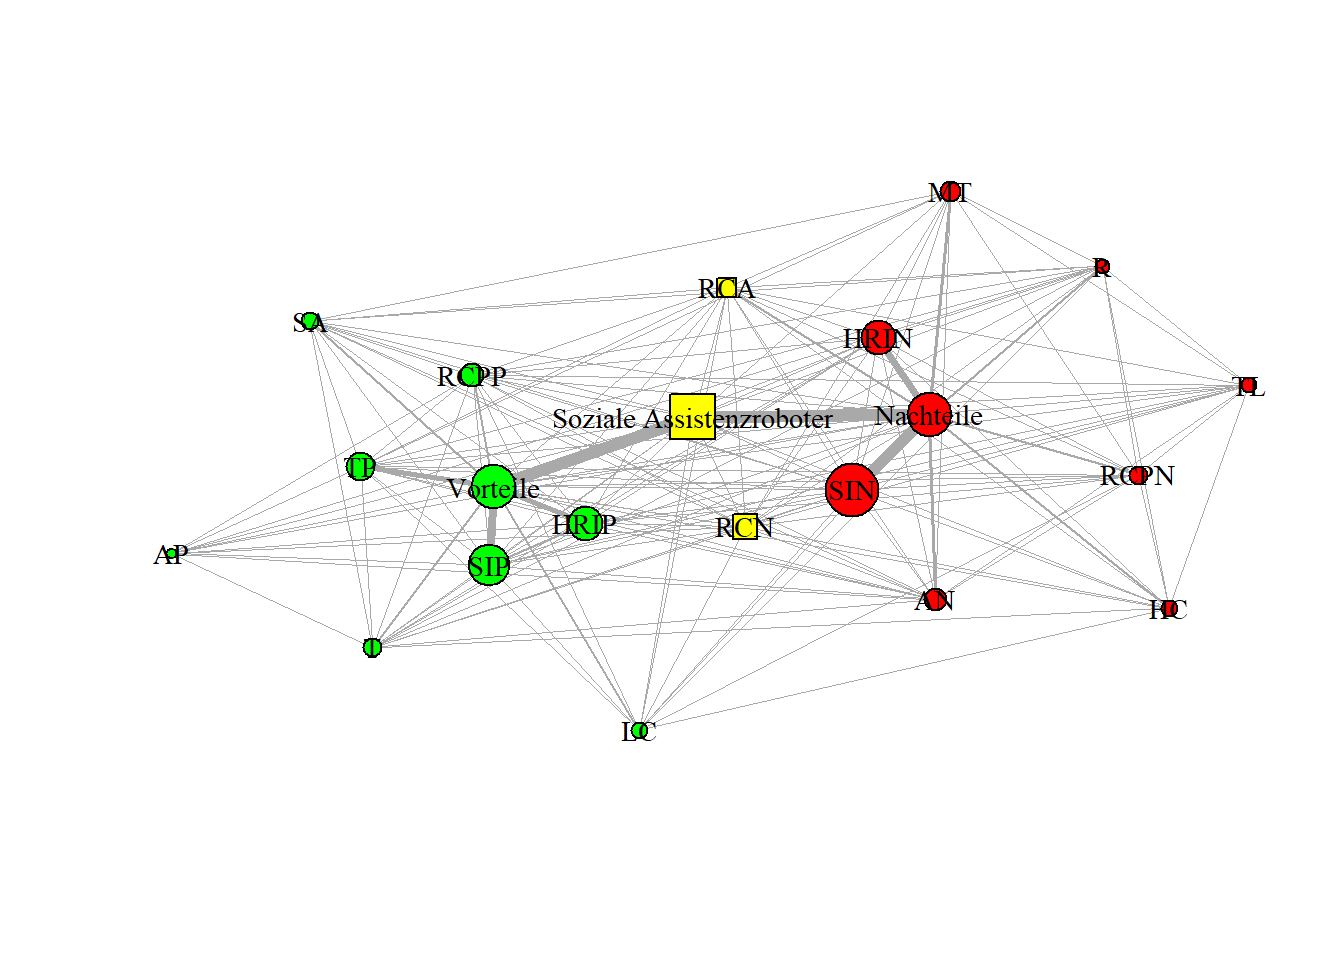 MT
R
RCA
SA
HRIN
RCPP
TL
Soziale Assistenzroboter
Nachteile
TP
RCPN
Vorteile
SIN
HRIP
RCN
AP
SIP
AN
HC
LC